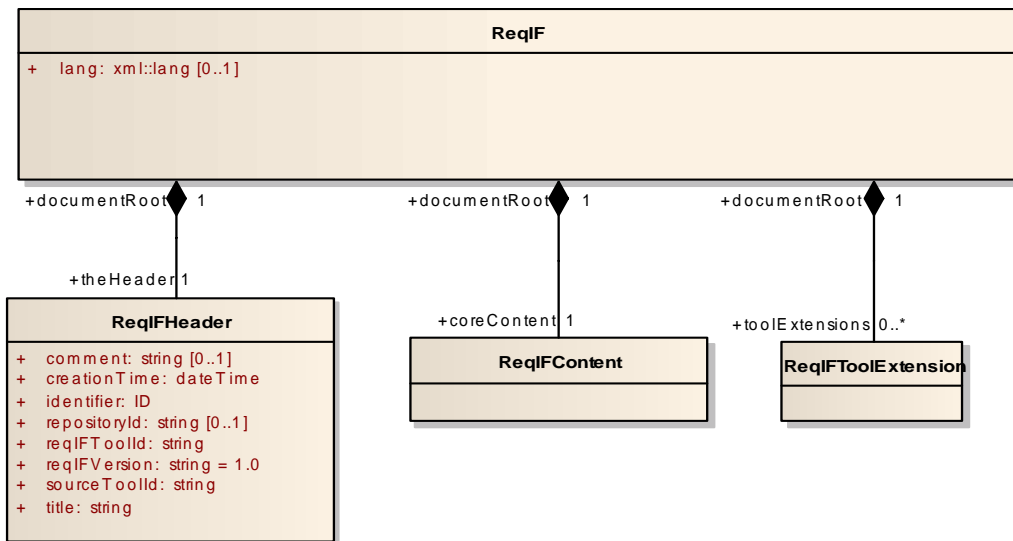 ReqIF
+ lang: xml::lang [0..1]
+documentRoot 1
+documentRoot 1
+documentRoot 1
+theHeader 1
+coreContent 1
+toolExtensions 0..*
ReqIFHeader
+ comment: string [0..1]
+ creationTime: dateTime
+ identifier: ID
+ repositoryId: string [0..1]
+ reqIFToolId: string
+ reqIFVersion: string = 1.0
+ sourceToolId: string
+ title: string
ReqIFContent
ReqIFToolExtension